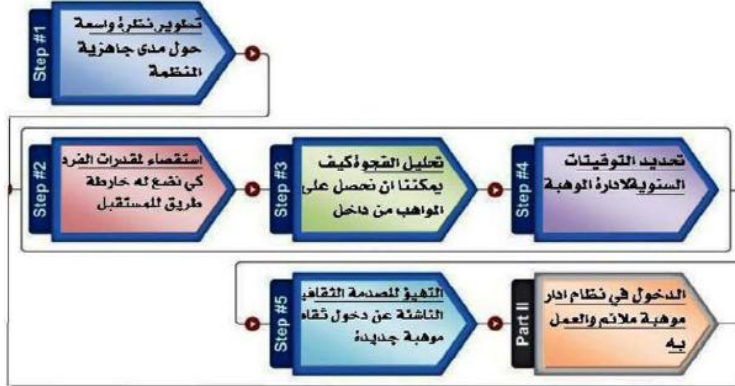 Step #1
تطوير نظرة واسعة
حول مدى جاهزية
المنظمة
Step #2
استقصاء لمقدرات الفرد
كي نضع له خارطة
طريق للمستقبل
Step #3
تحليل الفجوة كيف
يمكننا ان نحصل على
المواهب من داخل
Step #4
تحديد التوقيتات
السنوية لادارة الموهبة
Step #5
التهيؤ للصدمة الثقافي
الناشئة عن دخول ثقاف
موهبة جديدة
Part II
الدخول في نظام ادار
موهبة ملائم والعمل
به